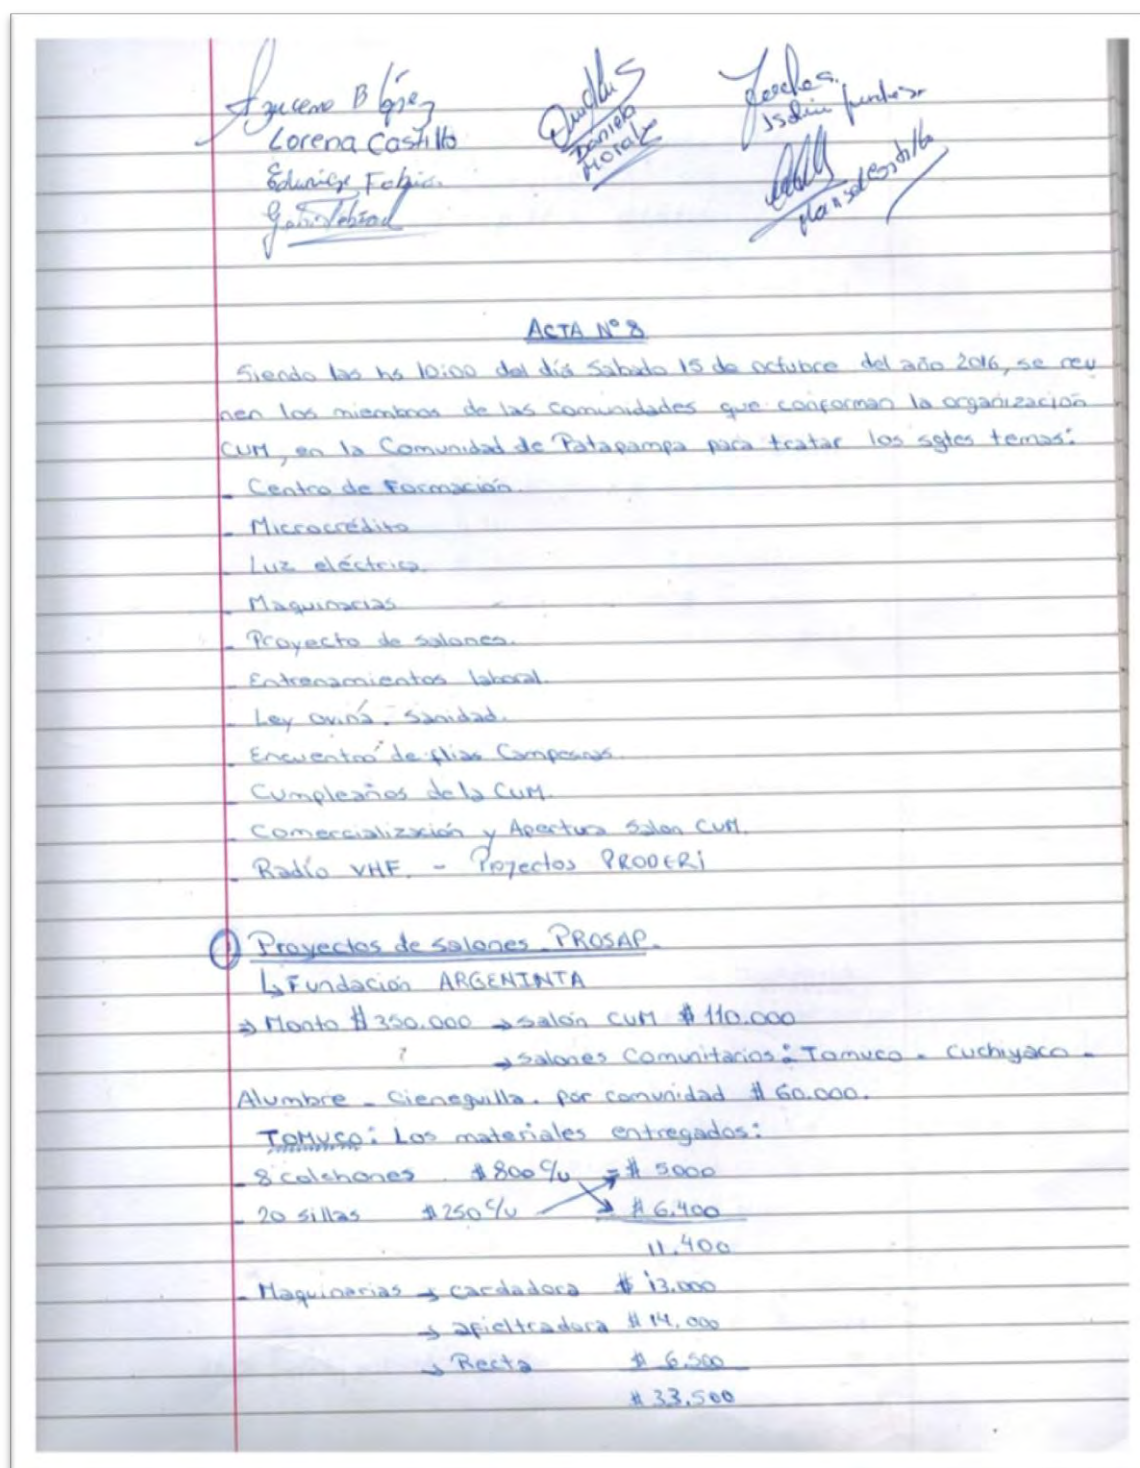 Azucena B López
Lorena Castillo
Daniela
Morales
ACTA Nº 8
Siendo las hs 10:00 del día Sabado 15 de octubre del año 2016, se reu
nen los miembros de las comunidades que conforman la organización
CUM, en la Comunidad de Patapampa para tratar los sgtes temas:
- Centro de Formación.
- Microcrédito
- Luz eléctrica.
- Maquinarias
- Proyecto de salones.
- Entrenamientos laboral.
- Ley ovina. Sanidad.
- Encuentro de flias Campesinas.
- Cumpleaños de la CUM.
- Comercialización y Apertura Salon CUM.
- Radio VHF. - Proyectos PRODERI
Proyectos de salones. PROSAP.
↳ Fundación ARGENINTA
⇒ Monto $ 350.000 → salón CUM $ 110.000
→ salones Comunitarios: Tomuco - Cuchiyaco -
Alumbre - Cieneguilla. por comunidad $ 60.000.
TOMUCO: Los materiales entregados:
- 8 colchones $800 c/u = $ 5000
- 20 sillas $250 c/u $ 6.400
11.400
- Maquinarias → cardadora $ 13.000
→ afieltradora $ 14.000
→ Recta $ 6.500
$ 33.500